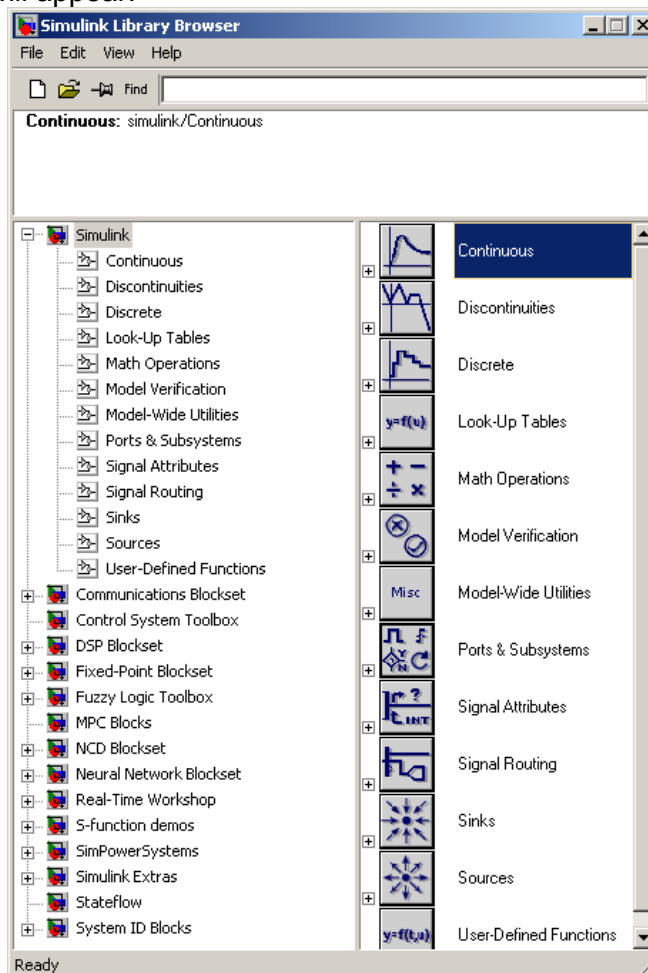 Simulink Library Browser
File Edit View Help
Find
Continuous: simulink/Continuous
Simulink
Continuous
Discontinuities
Discrete
Look-Up Tables
Math Operations
Model Verification
Model-Wide Utilities
Ports & Subsystems
Signal Attributes
Signal Routing
Sinks
Sources
User-Defined Functions
Communications Blockset
Control System Toolbox
DSP Blockset
Fixed-Point Blockset
Fuzzy Logic Toolbox
MPC Blocks
NCD Blockset
Neural Network Blockset
Real-Time Workshop
S-function demos
SimPowerSystems
Simulink Extras
Stateflow
System ID Blocks
Continuous
Discontinuities
Discrete
y=f(u) Look-Up Tables
+ − ÷ × Math Operations
Model Verification
Misc Model-Wide Utilities
Y N Ports & Subsystems
? INT Signal Attributes
Signal Routing
Sinks
Sources
y=f(t,u) User-Defined Functions
Ready